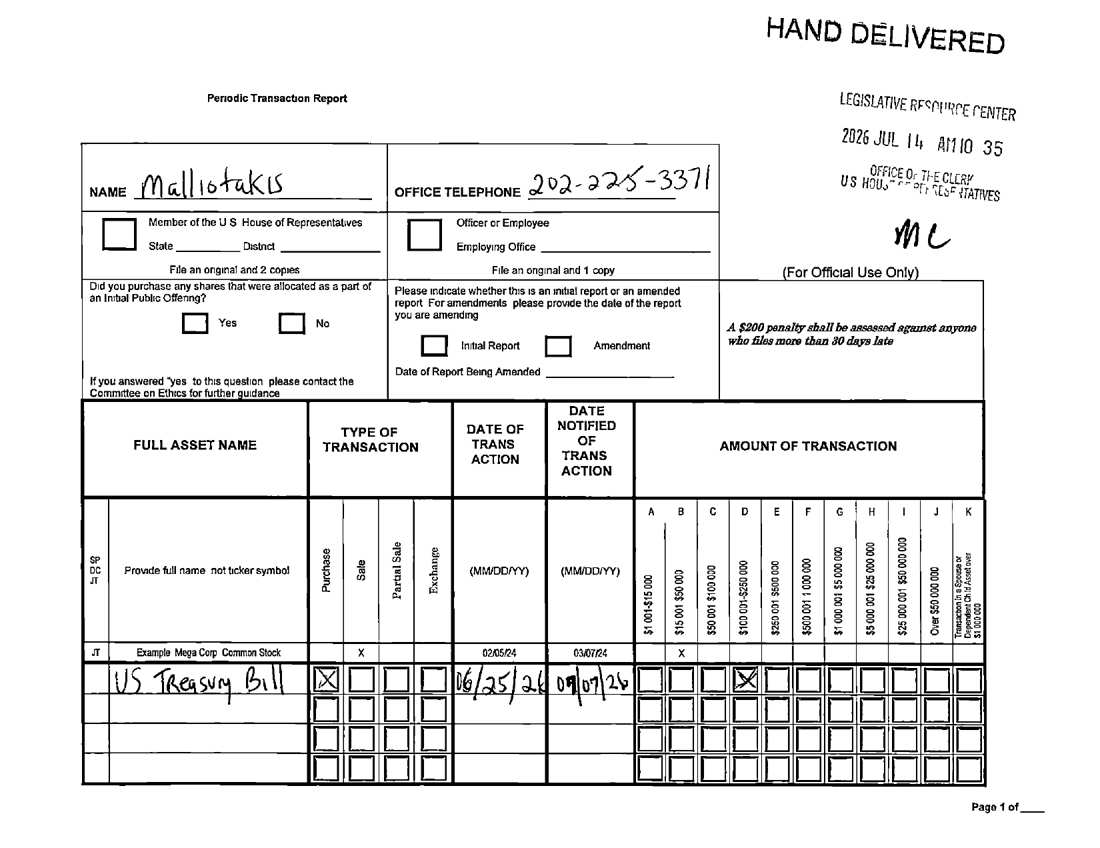 HAND DELIVERED
Periodic Transaction Report
LEGISLATIVE RESOURCE CENTER
2026 JUL 14 AM 10 35
OFFICE OF THE CLERK
U S HOUSE OF REPRESENTATIVES
MC
(For Official Use Only)
NAME Malliotakis
OFFICE TELEPHONE 202-225-3371
Member of the U S House of Representatives
State ________ District ________
File an original and 2 copies
Officer or Employee
Employing Office ________
File an original and 1 copy
Did you purchase any shares that were allocated as a part of
an Initial Public Offering?
Yes No
If you answered "yes to this question please contact the
Committee on Ethics for further guidance
Please indicate whether this is an initial report or an amended
report For amendments please provide the date of the report
you are amending
Initial Report Amendment
Date of Report Being Amended ________
A $200 penalty shall be assessed against anyone
who files more than 30 days late
FULL ASSET NAME
TYPE OF
TRANSACTION
DATE OF
TRANS
ACTION
DATE
NOTIFIED
OF
TRANS
ACTION
AMOUNT OF TRANSACTION
SP
DC
JT
Provide full name not ticker symbol
Purchase
Sale
Partial Sale
Exchange
(MM/DD/YY)
(MM/DD/YY)
A B C D E F G H I J K
$1 001-$15 000
$15 001 $50 000
$50 001 $100 000
$100 001-$250 000
$250 001 $500 000
$500 001 1 000 000
$1 000 001 $5 000 000
$5 000 001 $25 000 000
$25 000 001 $50 000 000
Over $50 000 000
Transaction in a Spouse or
Dependent Child Asset over
$1 000 000
JT Example Mega Corp Common Stock X 02/05/24 03/07/24 X
US Treasury Bill X 06/25/26 07/07/26 X
Page 1 of ____